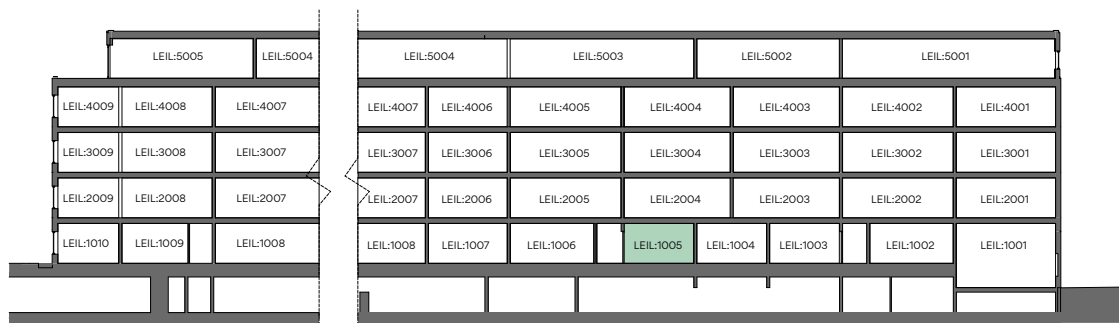 LEIL:5005 LEIL:5004 LEIL:5004 LEIL:5003 LEIL:5002 LEIL:5001
LEIL:4009 LEIL:4008 LEIL:4007 LEIL:4007 LEIL:4006 LEIL:4005 LEIL:4004 LEIL:4003 LEIL:4002 LEIL:4001
LEIL:3009 LEIL:3008 LEIL:3007 LEIL:3007 LEIL:3006 LEIL:3005 LEIL:3004 LEIL:3003 LEIL:3002 LEIL:3001
LEIL:2009 LEIL:2008 LEIL:2007 LEIL:2007 LEIL:2006 LEIL:2005 LEIL:2004 LEIL:2003 LEIL:2002 LEIL:2001
LEIL:1010 LEIL:1009 LEIL:1008 LEIL:1008 LEIL:1007 LEIL:1006 LEIL:1005 LEIL:1004 LEIL:1003 LEIL:1002 LEIL:1001